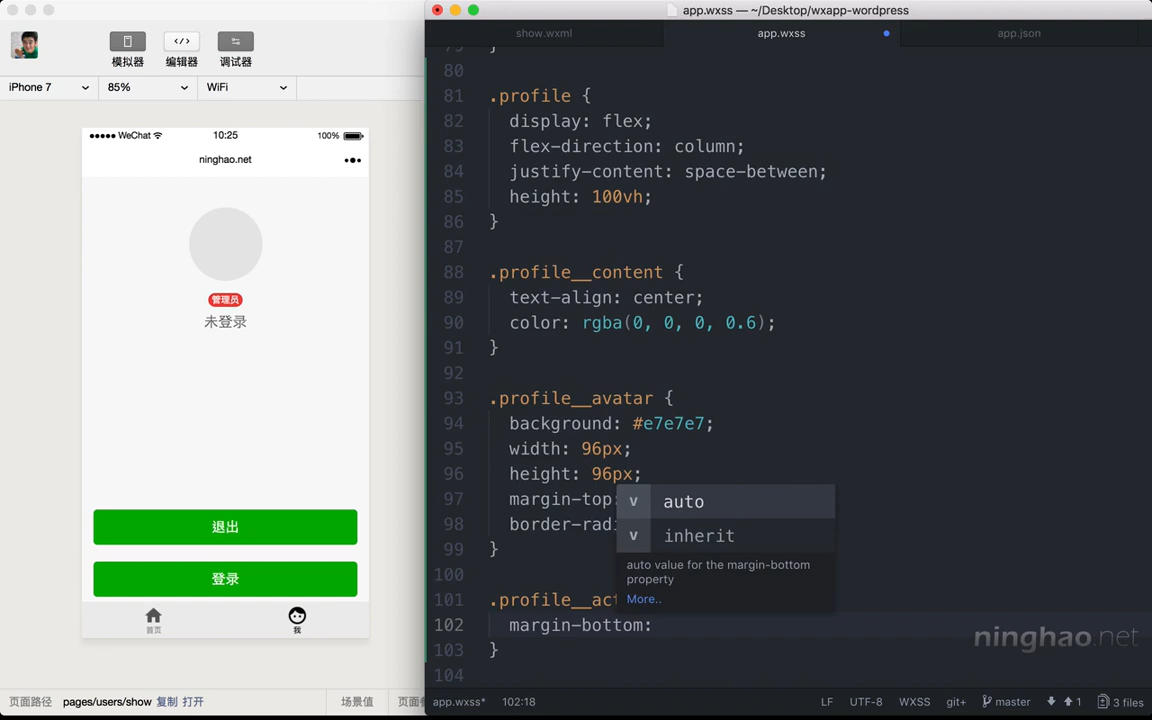 app.wxss — ~/Desktop/wxapp-wordpress
show.wxml
app.wxss
app.json
模拟器
编辑器
调试器
iPhone 7
85%
WiFi
WeChat
10:25
100%
ninghao.net
管理员
未登录
退出
登录
首页
我
页面路径
pages/users/show
复制
打开
场景值
80
81 .profile {
82 display: flex;
83 flex-direction: column;
84 justify-content: space-between;
85 height: 100vh;
86 }
87
88 .profile__content {
89 text-align: center;
90 color: rgba(0, 0, 0, 0.6);
91 }
92
93 .profile__avatar {
94 background: #e7e7e7;
95 width: 96px;
96 height: 96px;
97 margin-top:
98 border-radi
99 }
100
101 .profile__act
102 margin-bottom:
103 }
104
v auto
v inherit
auto value for the margin-bottom
property
More..
ninghao.net
app.wxss*
102:18
LF
UTF-8
WXSS
git+
master
1
3 files